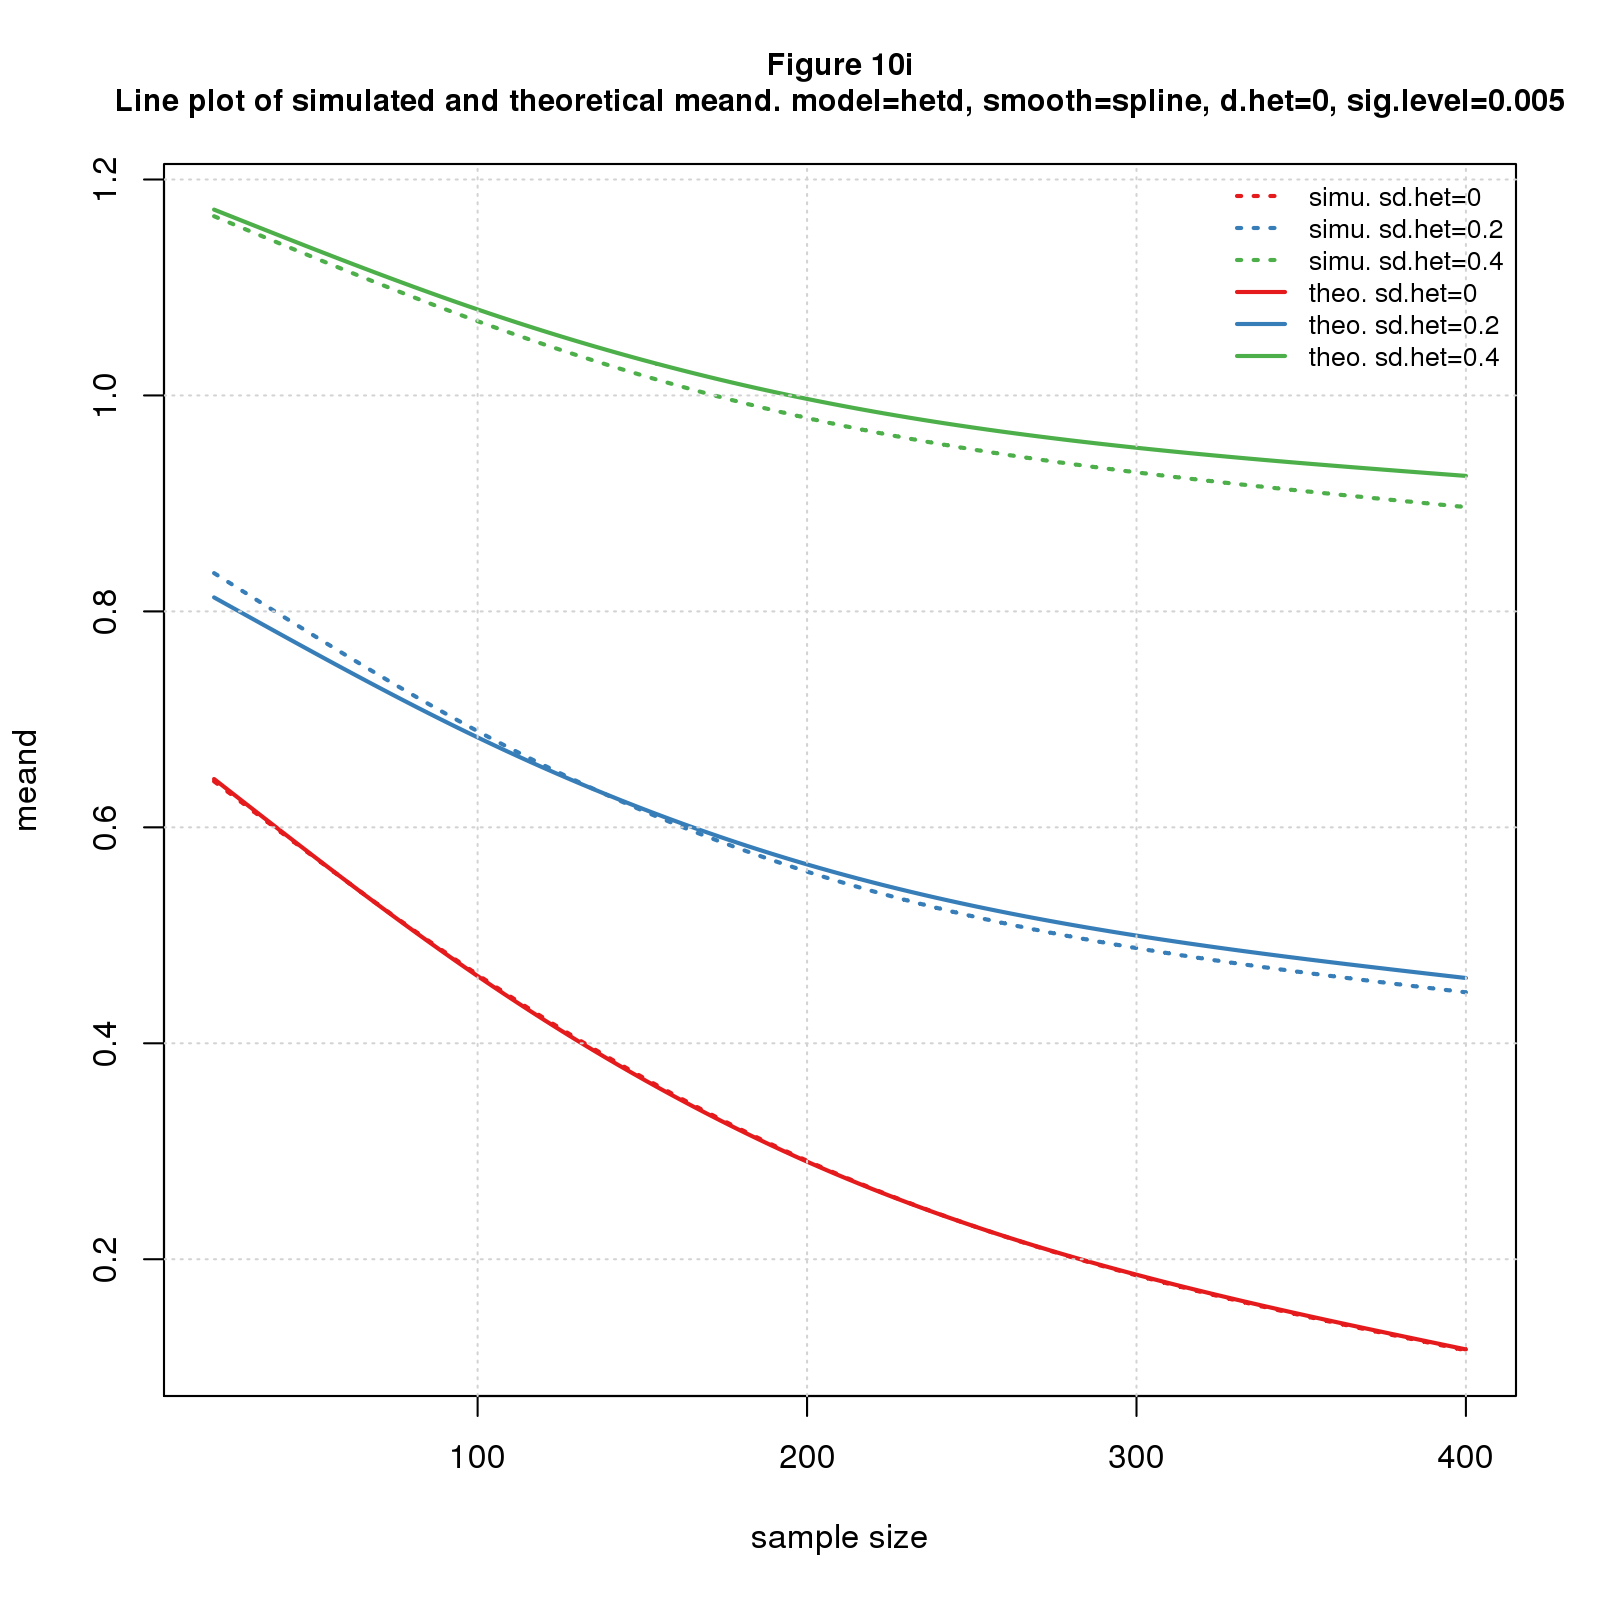 Figure 10i
Line plot of simulated and theoretical meand. model=hetd, smooth=spline, d.het=0, sig.level=0.005
simu. sd.het=0
simu. sd.het=0.2
simu. sd.het=0.4
theo. sd.het=0
theo. sd.het=0.2
theo. sd.het=0.4
meand
1.2
1.0
0.8
0.6
0.4
0.2
100 200 300 400
sample size